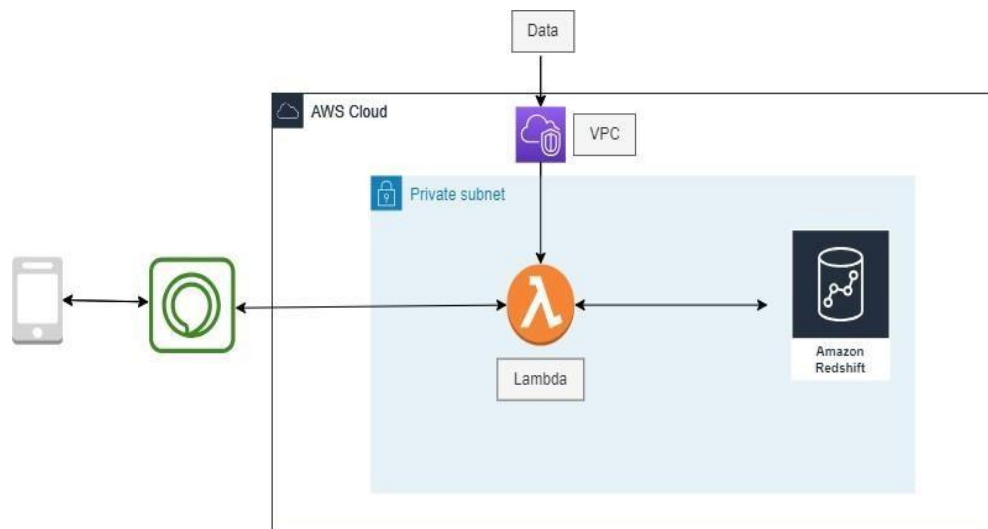 Data
AWS Cloud
VPC
Private subnet
Lambda
Amazon
Redshift